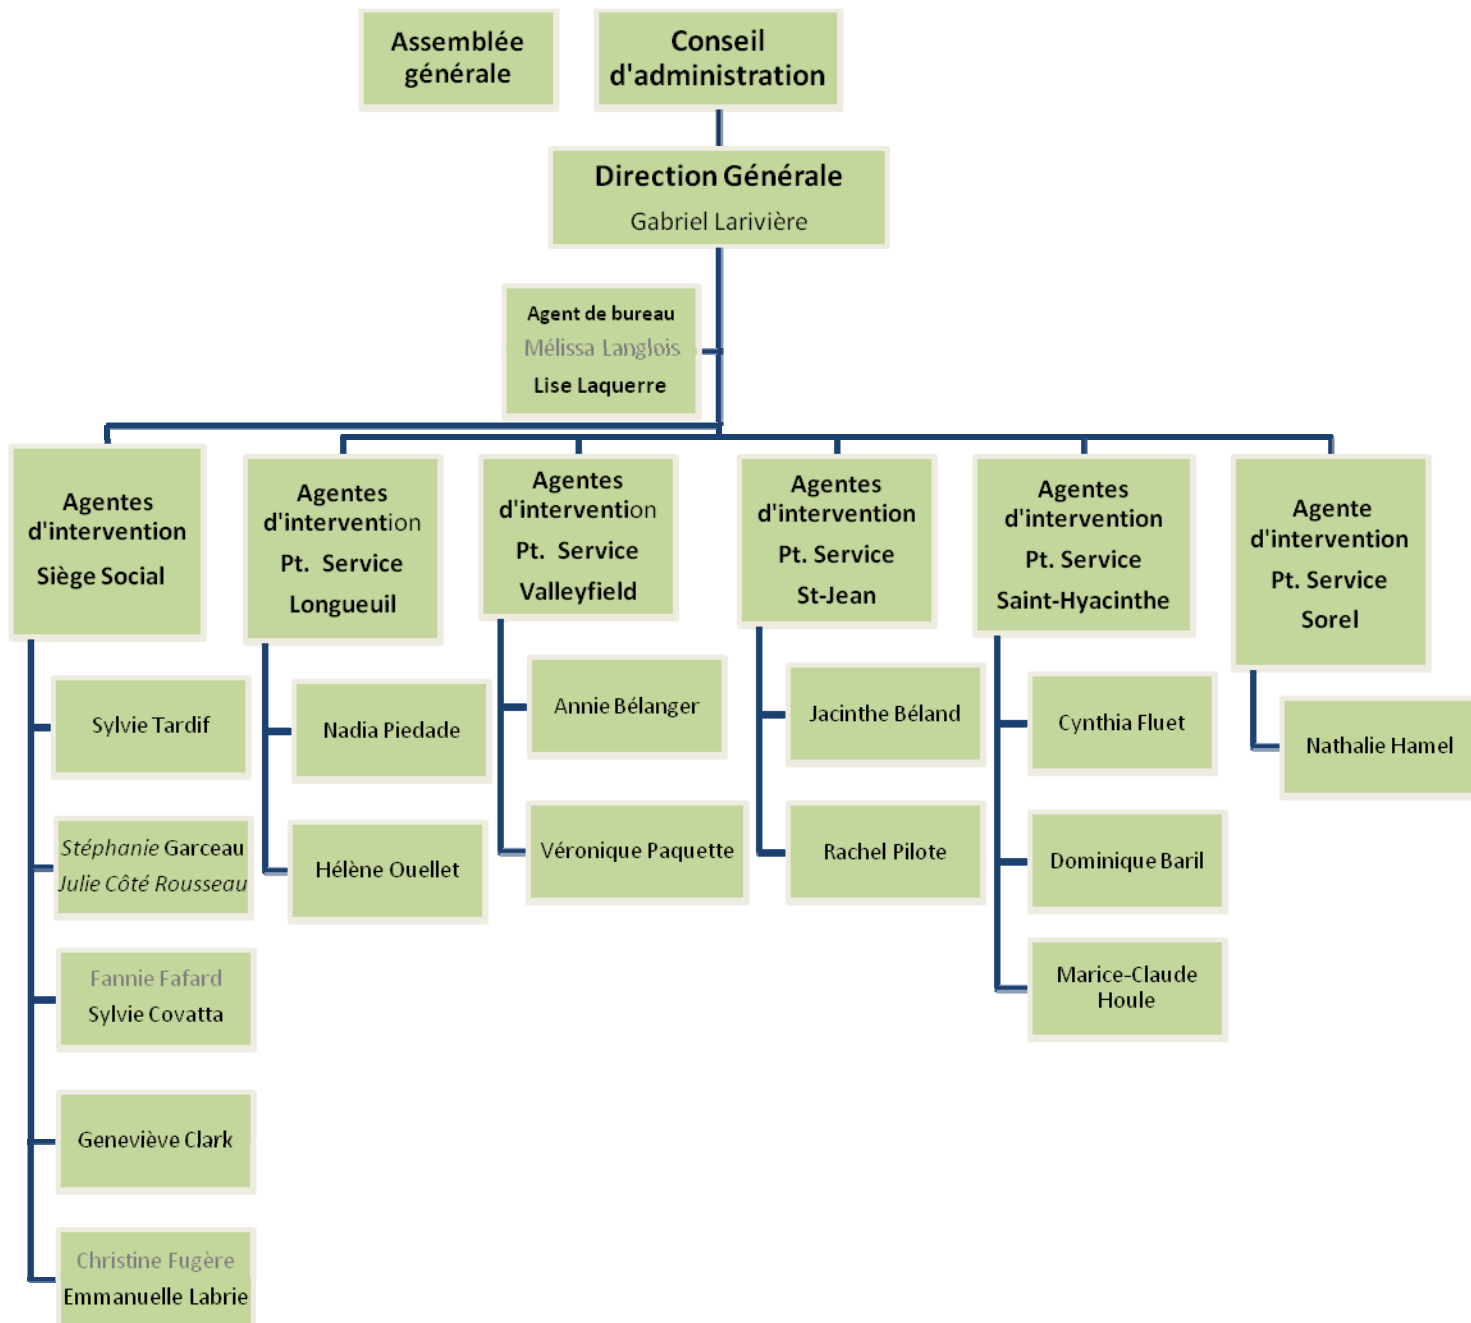 Assemblée
générale
Conseil
d'administration
Direction Générale
Gabriel Larivière
Agent de bureau
Mélissa Langlois
Lise Laquerre
Agentes
d'intervention
Siège Social
Sylvie Tardif
Stéphanie Garceau
Julie Côté Rousseau
Fannie Fafard
Sylvie Covatta
Geneviève Clark
Christine Fugère
Emmanuelle Labrie
Agentes
d'intervention
Pt. Service
Longueuil
Nadia Piedade
Hélène Ouellet
Agentes
d'intervention
Pt. Service
Valleyfield
Annie Bélanger
Véronique Paquette
Agentes
d'intervention
Pt. Service
St-Jean
Jacinthe Béland
Rachel Pilote
Agentes
d'intervention
Pt. Service
Saint-Hyacinthe
Cynthia Fluet
Dominique Baril
Marice-Claude
Houle
Agente
d'intervention
Pt. Service
Sorel
Nathalie Hamel